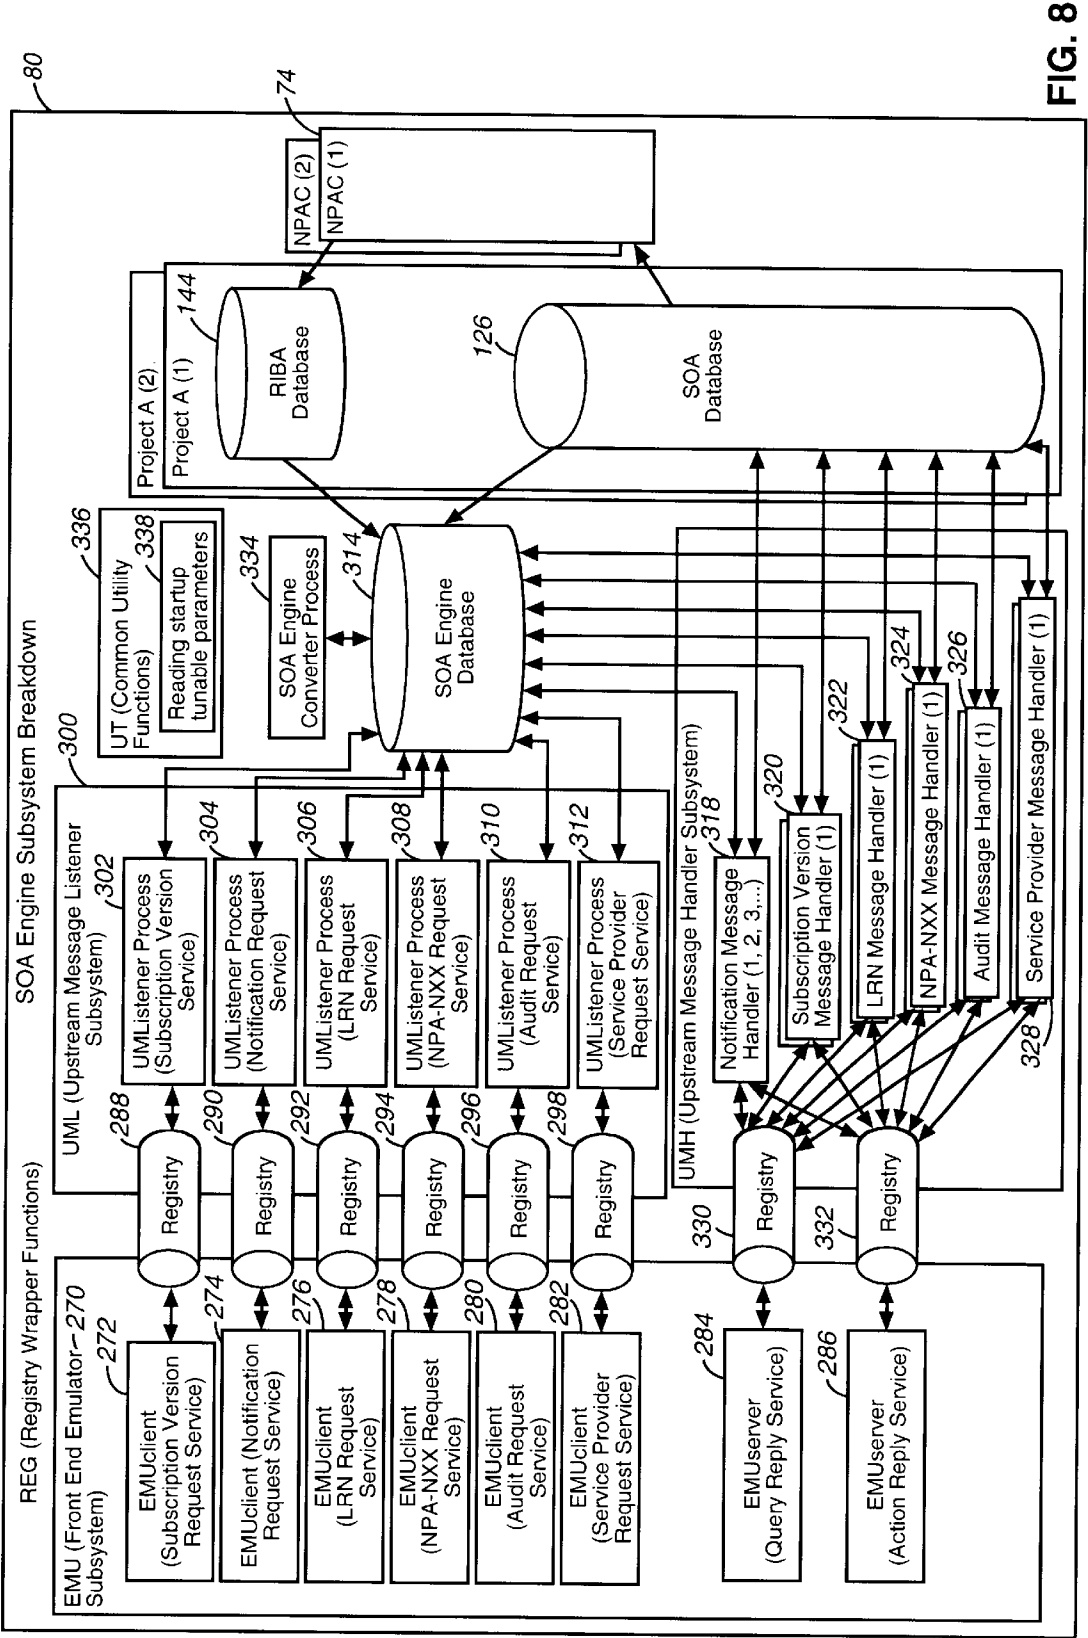 SOA Engine Subsystem Breakdown
80
REG (Registry Wrapper Functions)
EMU (Front End Emulator
Subsystem)
270
272
EMUclient
(Subscription Version
Request Service)
274
EMUclient (Notification
Request Service)
276
EMUclient
(LRN Request
Service)
278
EMUclient
(NPA-NXX Request
Service)
280
EMUclient
(Audit Request
Service)
282
EMUclient
(Service Provider
Request Service)
284
EMUserver
(Query Reply Service)
286
EMUserver
(Action Reply Service)
288
Registry
290
Registry
292
Registry
294
Registry
296
Registry
298
Registry
330
Registry
332
Registry
300
UML (Upstream Message Listener
Subsystem)
302
UMListener Process
(Subscription Version
Service)
304
UMListener Process
(Notification Request
Service)
306
UMListener Process
(LRN Request
Service)
308
UMListener Process
(NPA-NXX Request
Service)
310
UMListener Process
(Audit Request
Service)
312
UMListener Process
(Service Provider
Request Service)
UMH (Upstream Message Handler Subsystem)
318
Notification Message
Handler (1, 2, 3,...)
320
Subscription Version
Message Handler (1)
322
LRN Message Handler (1)
324
NPA-NXX Message Handler (1)
326
Audit Message Handler (1)
328
Service Provider Message Handler (1)
336
UT (Common Utility
Functions)
338
Reading startup
tunable parameters
334
SOA Engine
Converter Process
314
SOA Engine
Database
Project A (2)
Project A (1)
144
RIBA
Database
126
SOA
Database
74
NPAC (2)
NPAC (1)
FIG. 8